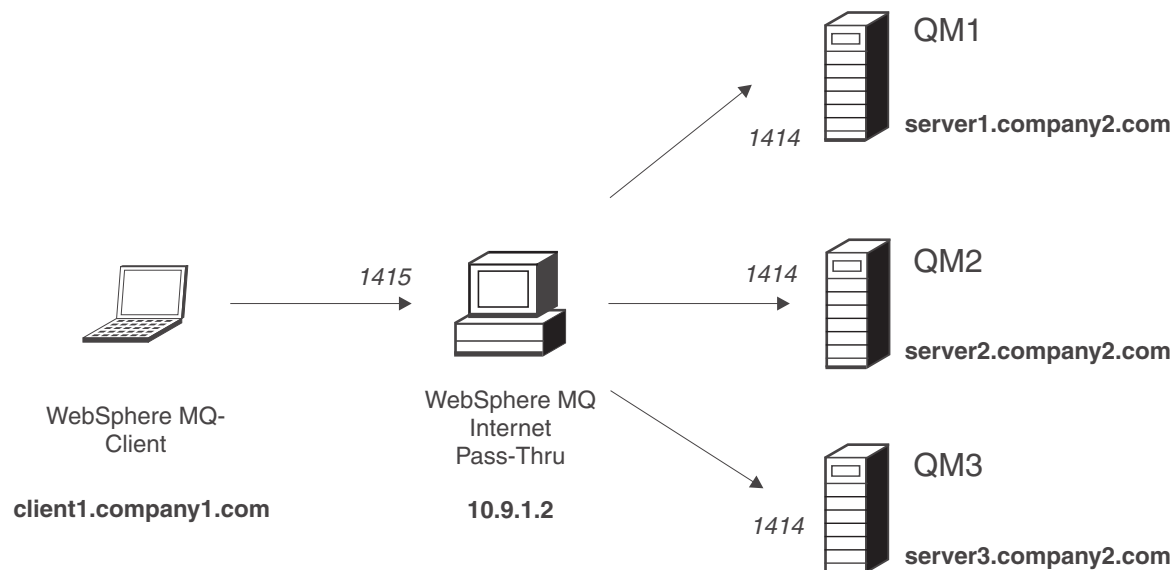 QM1
1414
server1.company2.com
1415
1414
QM2
server2.company2.com
WebSphere MQ-
Client
client1.company1.com
WebSphere MQ
Internet
Pass-Thru
10.9.1.2
QM3
1414
server3.company2.com